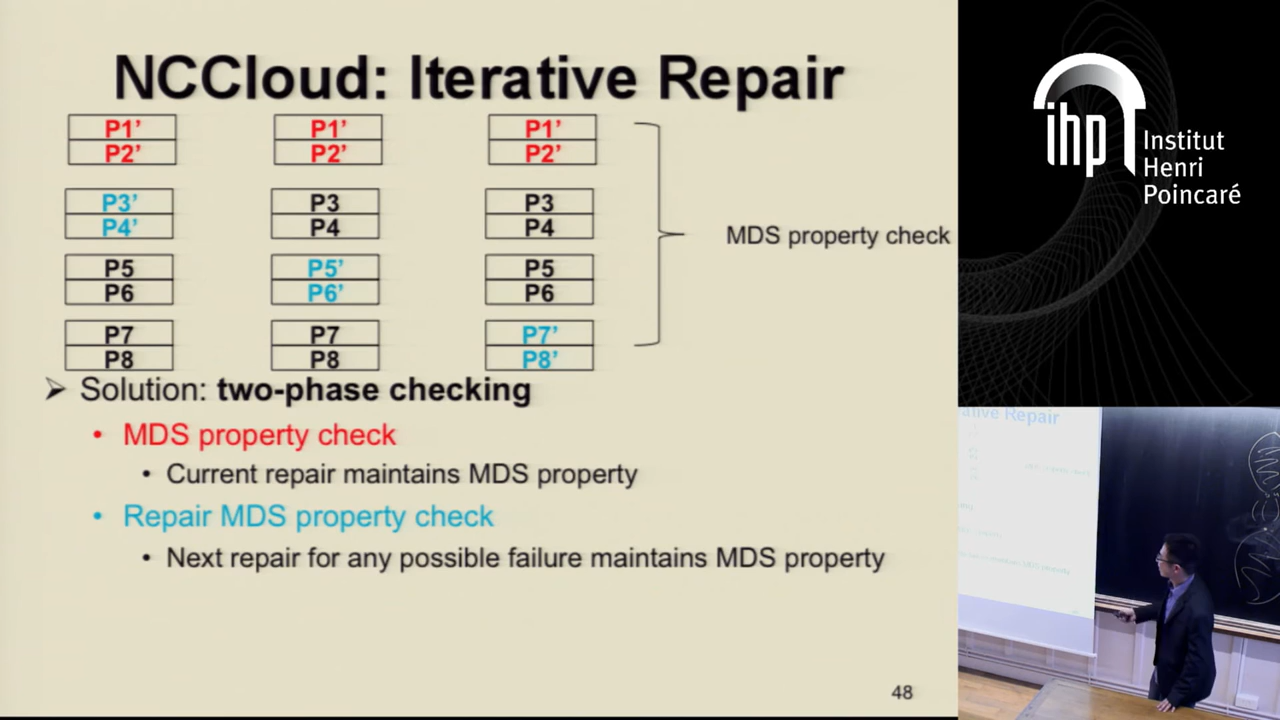 NCCloud: Iterative Repair
P1' P1' P1'
P2' P2' P2'
P3' P3 P3
P4' P4 P4
MDS property check
P5 P5' P5
P6 P6' P6
P7 P7 P7'
P8 P8 P8'
➢ Solution: two-phase checking
• MDS property check
• Current repair maintains MDS property
• Repair MDS property check
• Next repair for any possible failure maintains MDS property
48
ihp Institut
Henri
Poincaré
rative Repair